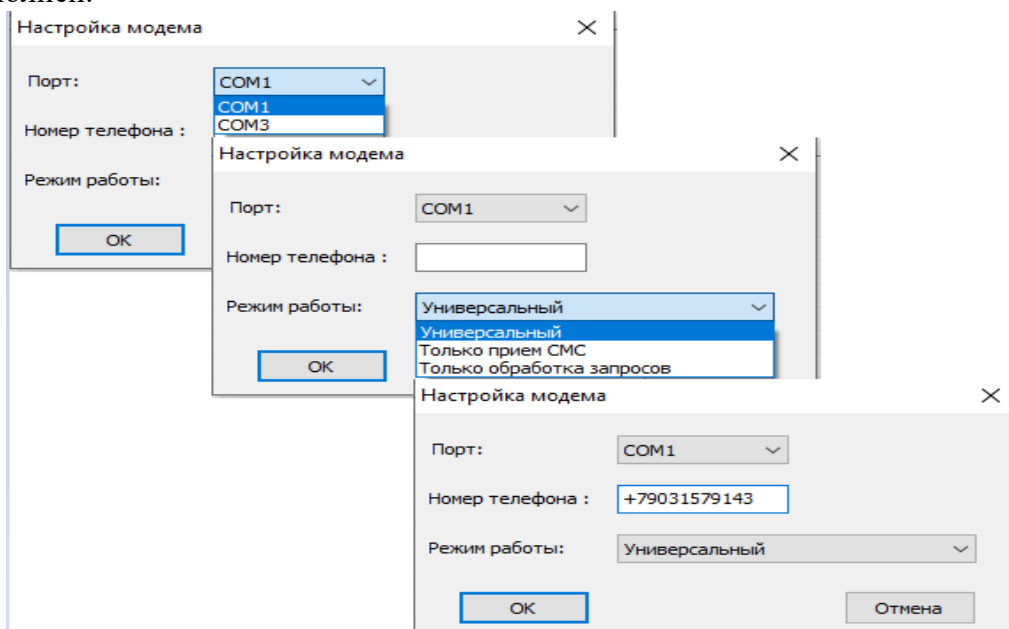 Настройка модема
Порт:
COM1
COM1
COM3
Номер телефона :
Режим работы:
OK
Настройка модема
Порт:
COM1
Номер телефона :
Режим работы:
Универсальный
Универсальный
Только прием СМС
Только обработка запросов
OK
Настройка модема
Порт:
COM1
Номер телефона :
+79031579143
Режим работы:
Универсальный
OK
Отмена